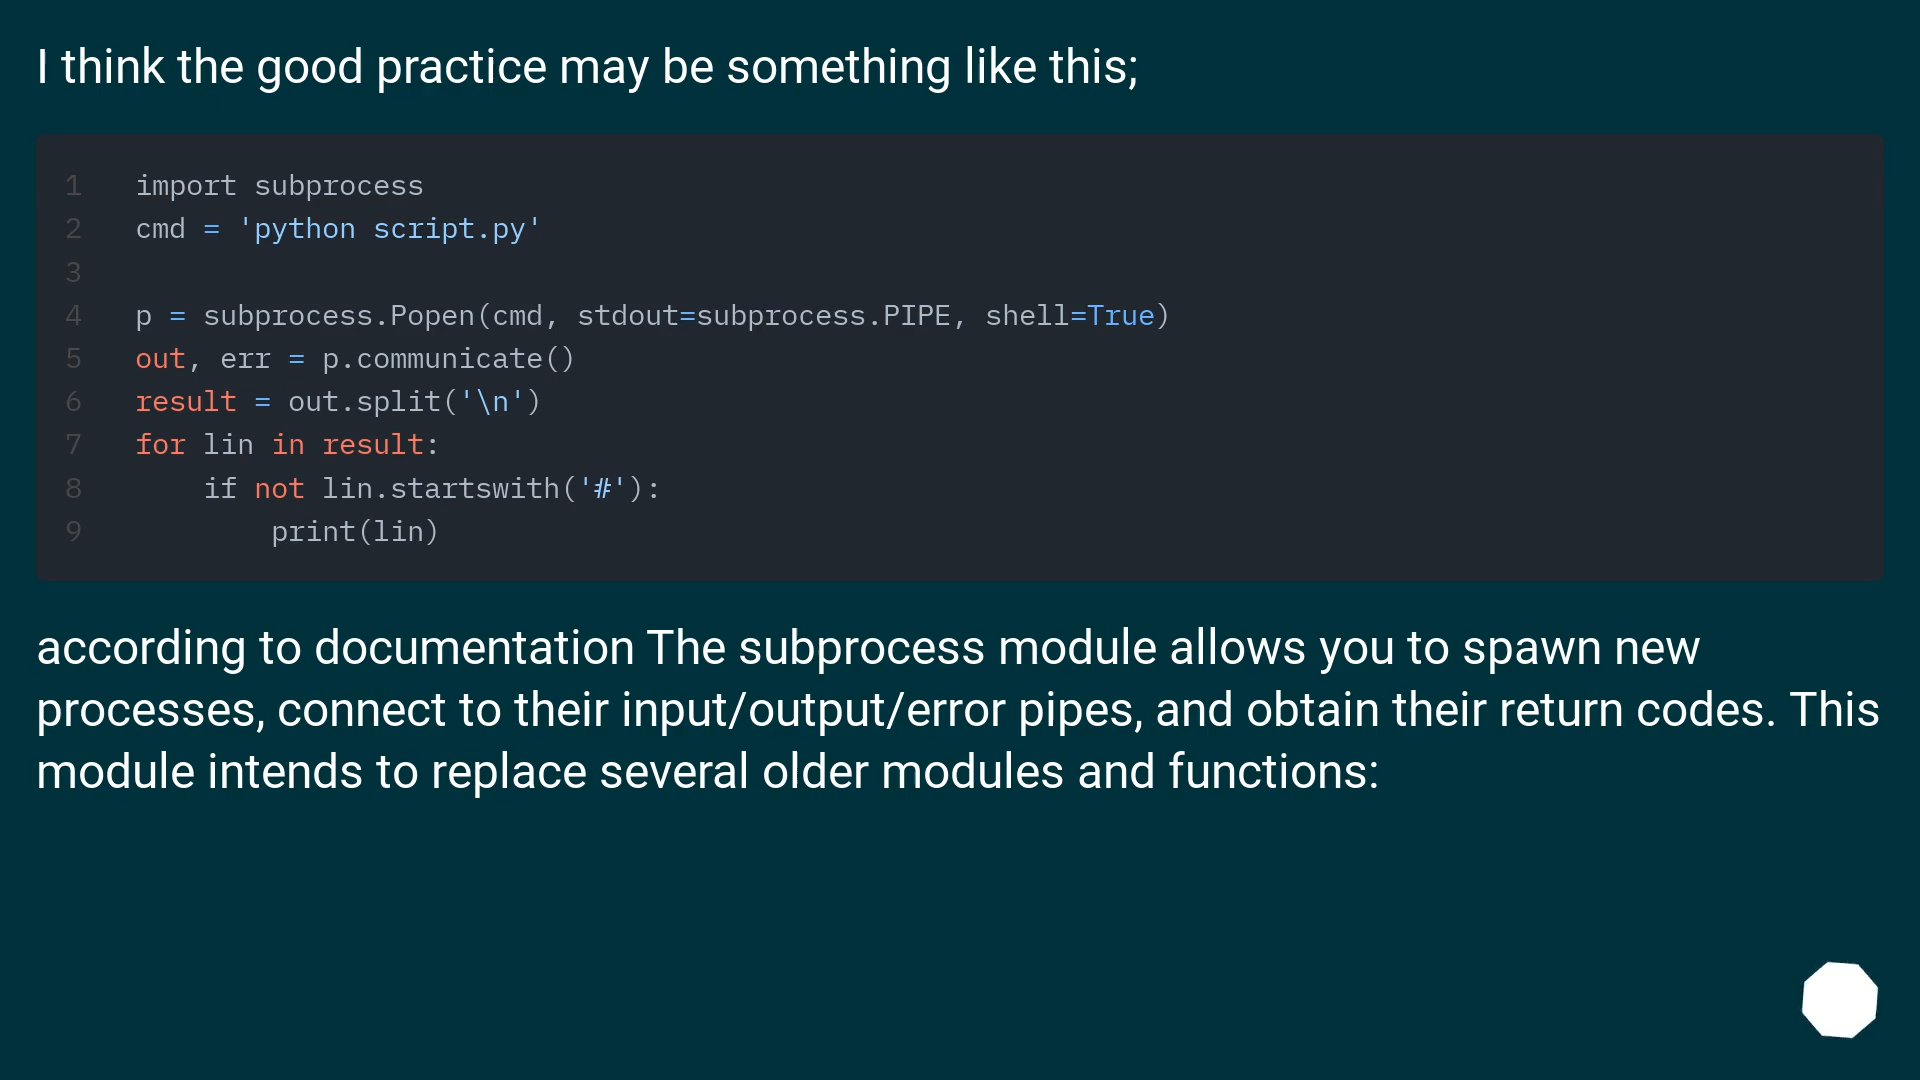 I think the good practice may be something like this;
1 import subprocess
2 cmd = 'python script.py'
3
4 p = subprocess.Popen(cmd, stdout=subprocess.PIPE, shell=True)
5 out, err = p.communicate()
6 result = out.split('\n')
7 for lin in result:
8     if not lin.startswith('#'):
9         print(lin)
according to documentation The subprocess module allows you to spawn new
processes, connect to their input/output/error pipes, and obtain their return codes. This
module intends to replace several older modules and functions: